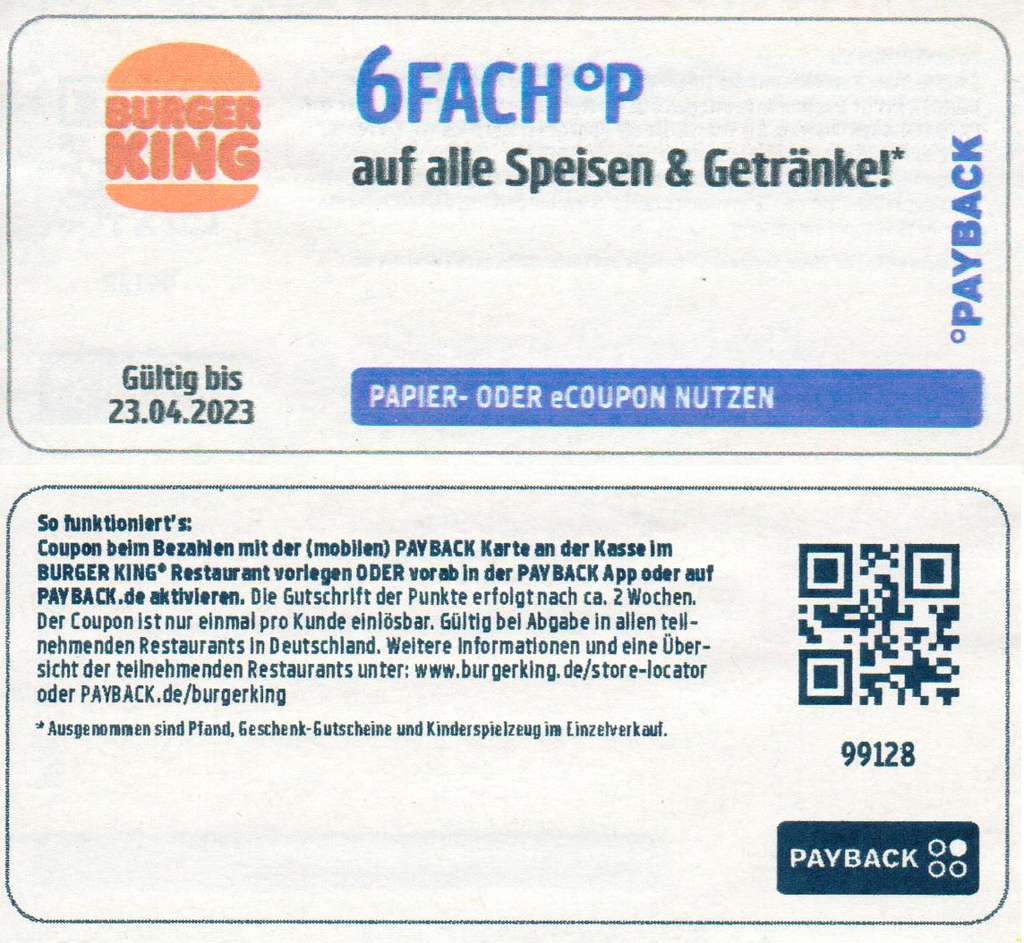 BURGER
KING
6FACH °P
auf alle Speisen & Getränke!*
°PAYBACK
Gültig bis
23.04.2023
PAPIER- ODER eCOUPON NUTZEN
So funktioniert's:
Coupon beim Bezahlen mit der (mobilen) PAYBACK Karte an der Kasse im
BURGER KING® Restaurant vorlegen ODER vorab in der PAYBACK App oder auf
PAYBACK.de aktivieren. Die Gutschrift der Punkte erfolgt nach ca. 2 Wochen.
Der Coupon ist nur einmal pro Kunde einlösbar. Gültig bei Abgabe in allen teil-
nehmenden Restaurants in Deutschland. Weitere Informationen und eine Über-
sicht der teilnehmenden Restaurants unter: www.burgerking.de/store-locator
oder PAYBACK.de/burgerking
* Ausgenommen sind Pfand, Geschenk-Gutscheine und Kinderspielzeug im Einzelverkauf.
99128
PAYBACK